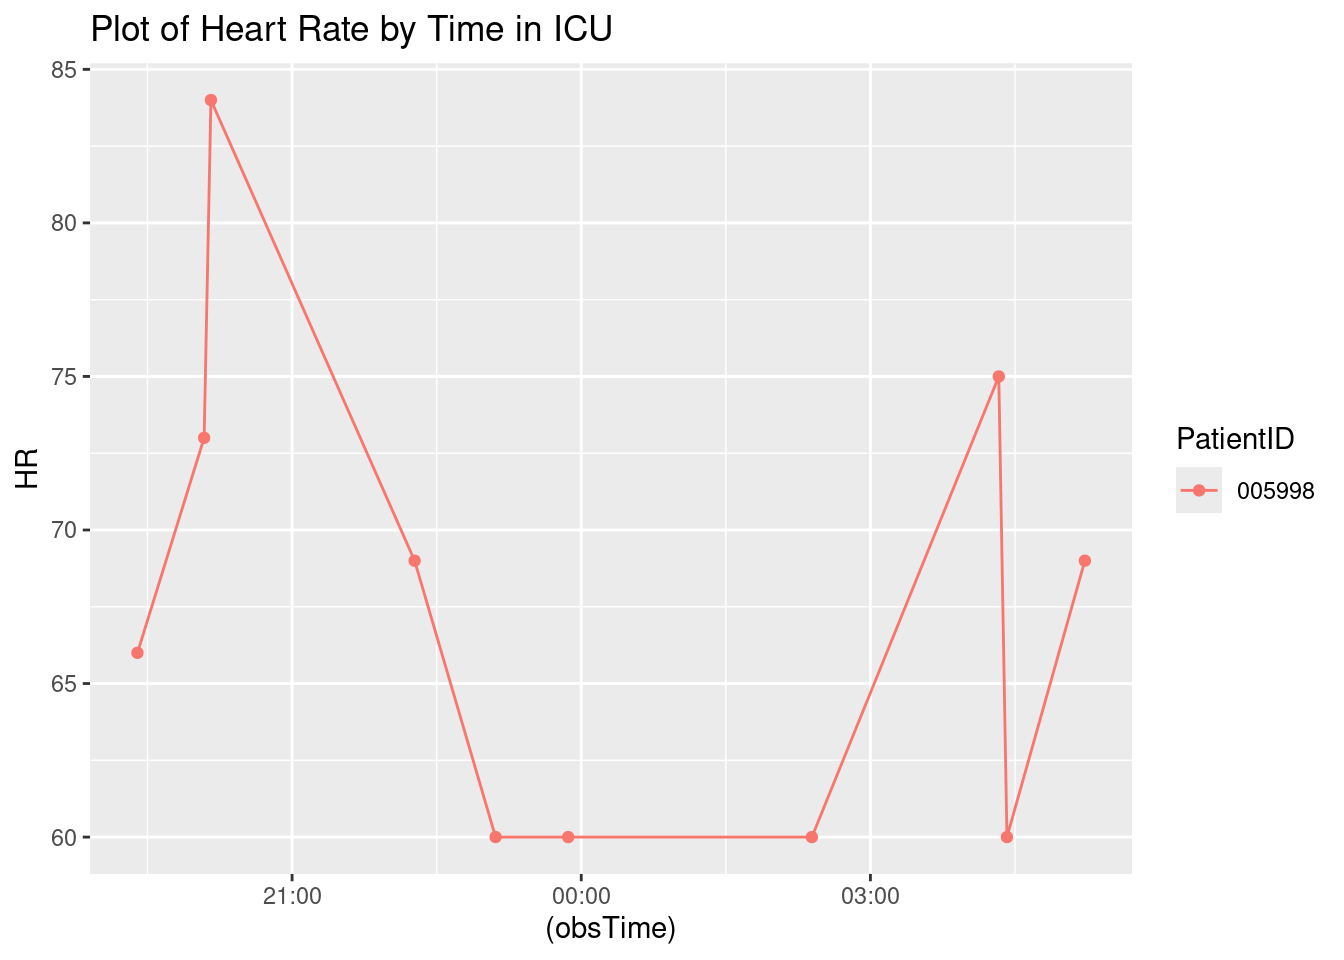 Plot of Heart Rate by Time in ICU
85
80
75
70
65
60
HR
21:00 00:00 03:00
(obsTime)
PatientID
005998